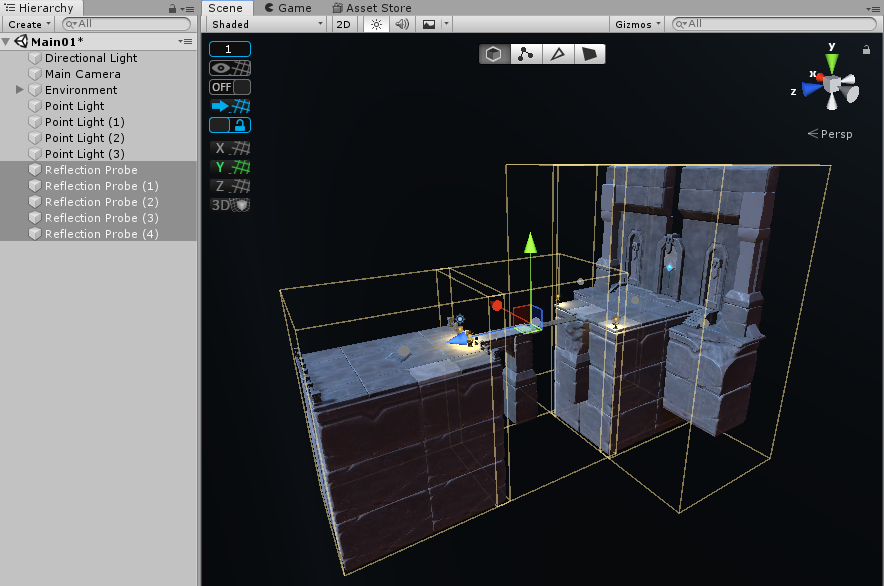 Hierarchy
Create
All
Main01*
Directional Light
Main Camera
Environment
Point Light
Point Light (1)
Point Light (2)
Point Light (3)
Reflection Probe
Reflection Probe (1)
Reflection Probe (2)
Reflection Probe (3)
Reflection Probe (4)
Scene
Game
Asset Store
Shaded
2D
Gizmos
All
1
OFF
X
Y
Z
3D
y
x
z
Persp